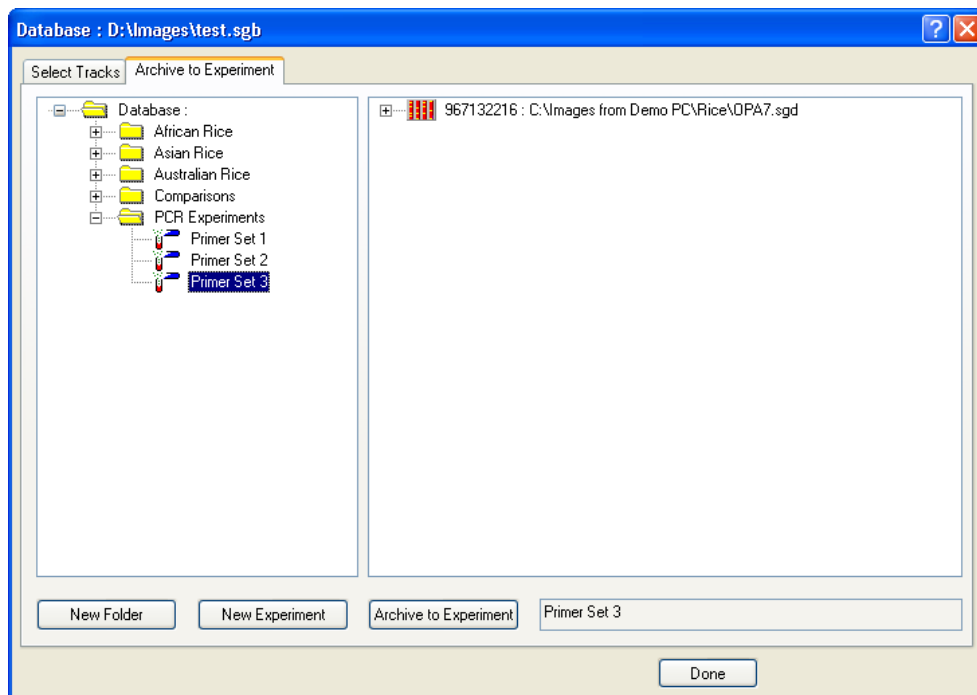 Database : D:\Images\test.sgb
Select Tracks
Archive to Experiment
Database :
African Rice
Asian Rice
Australian Rice
Comparisons
PCR Experiments
Primer Set 1
Primer Set 2
Primer Set 3
967132216 : C:\Images from Demo PC\Rice\OPA7.sgd
New Folder
New Experiment
Archive to Experiment
Primer Set 3
Done